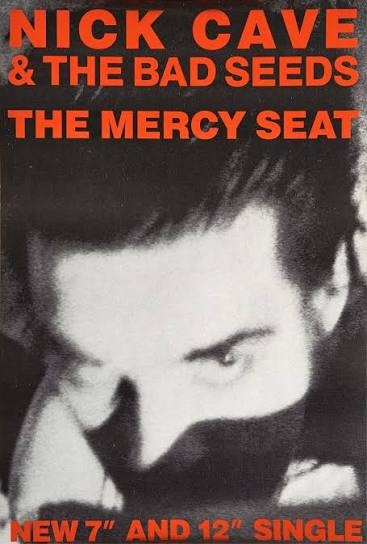 NICK CAVE
& THE BAD SEEDS
THE MERCY SEAT
NEW 7" AND 12" SINGLE